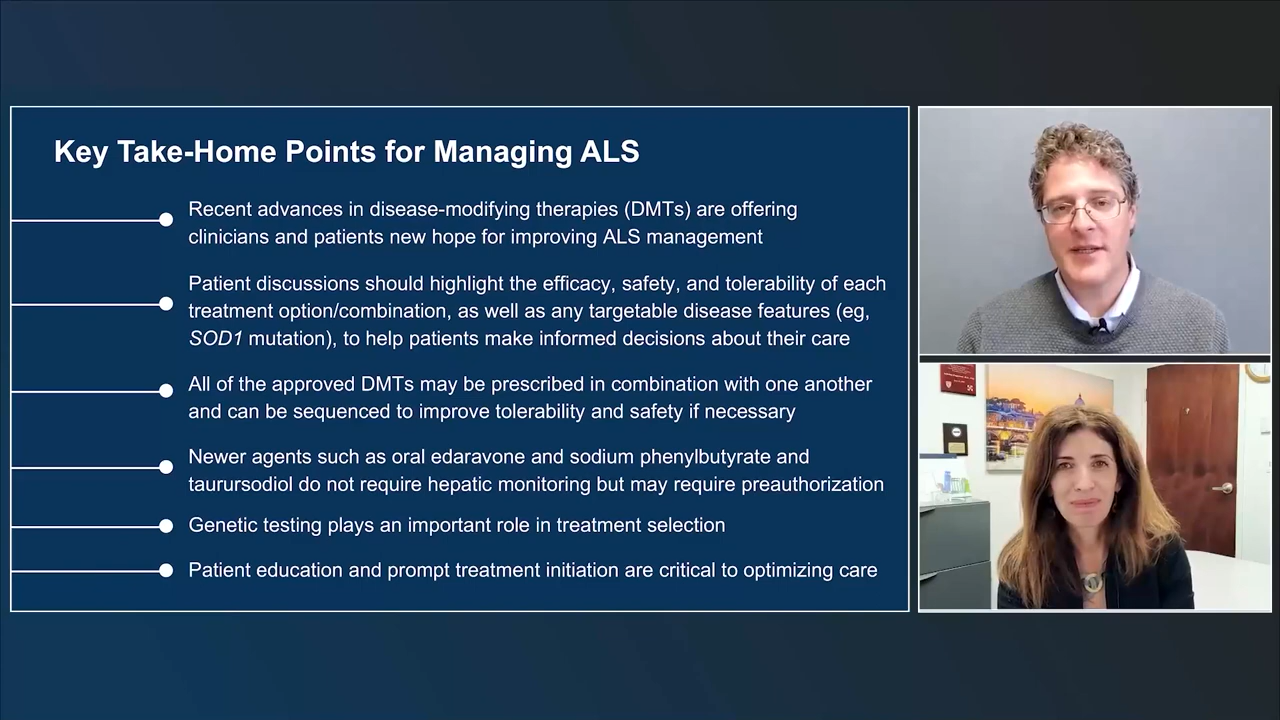 Key Take-Home Points for Managing ALS
Recent advances in disease-modifying therapies (DMTs) are offering
clinicians and patients new hope for improving ALS management
Patient discussions should highlight the efficacy, safety, and tolerability of each
treatment option/combination, as well as any targetable disease features (eg,
SOD1 mutation), to help patients make informed decisions about their care
All of the approved DMTs may be prescribed in combination with one another
and can be sequenced to improve tolerability and safety if necessary
Newer agents such as oral edaravone and sodium phenylbutyrate and
taurursodiol do not require hepatic monitoring but may require preauthorization
Genetic testing plays an important role in treatment selection
Patient education and prompt treatment initiation are critical to optimizing care